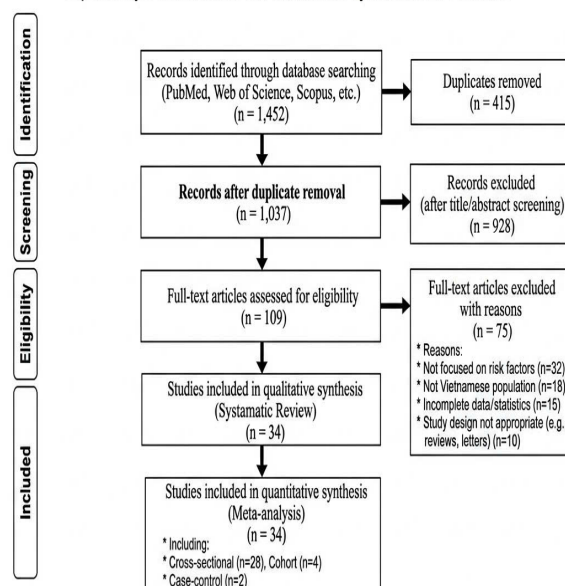 Identification
Records identified through database searching
(PubMed, Web of Science, Scopus, etc.)
(n = 1,452)
Duplicates removed
(n = 415)
Screening
Records after duplicate removal
(n = 1,037)
Records excluded
(after title/abstract screening)
(n = 928)
Eligibility
Full-text articles assessed for eligibility
(n = 109)
Full-text articles excluded
with reasons
(n = 75)
* Reasons:
* Not focused on risk factors (n=32)
* Not Vietnamese population (n=18)
* Incomplete data/statistics (n=15)
* Study design not appropriate (e.g.
reviews, letters) (n=10)
Included
Studies included in qualitative synthesis
(Systamatic Review)
(n = 34)
Studies included in quantitative synthesis
(Meta-analysis)
(n = 34)
* Including:
* Cross-sectional (n=28), Cohort (n=4)
* Case-control (n=2)